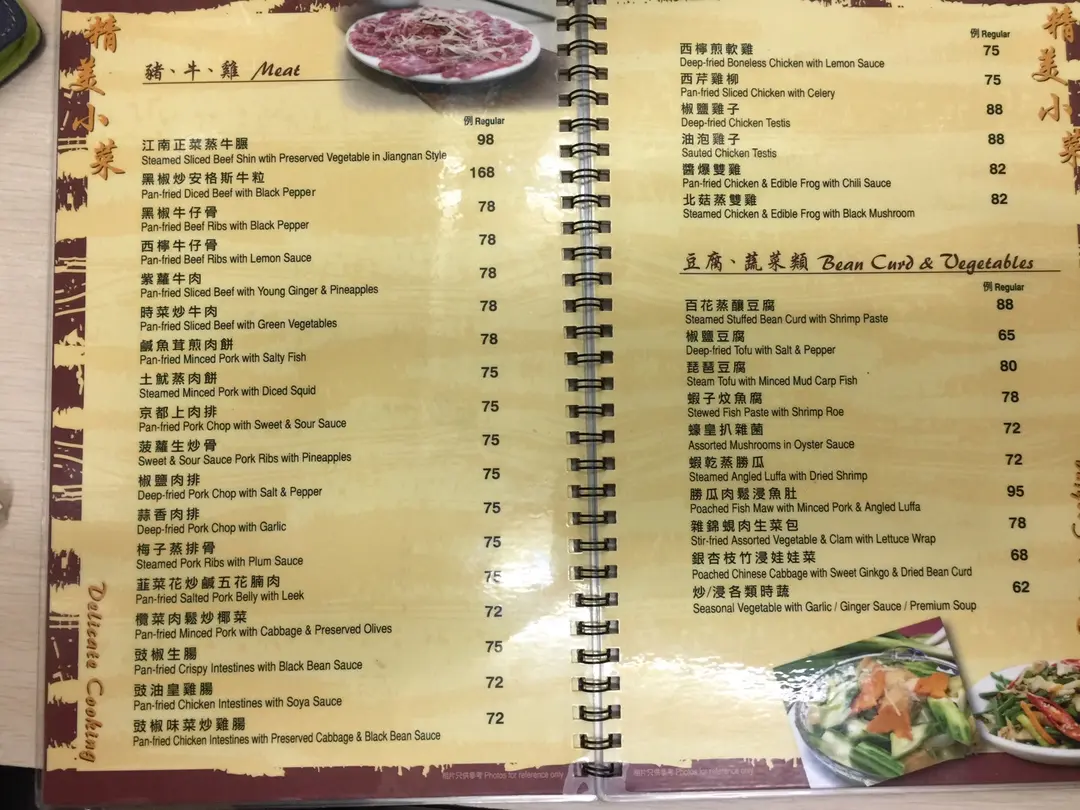 精美小菜
豬、牛、雞 Meat
例 Regular
江南正菜蒸牛𦟌 98
Steamed Sliced Beef Shin wtih Preserved Vegetable in Jiangnan Style
黑椒炒安格斯牛粒 168
Pan-fried Diced Beef with Black Pepper
黑椒牛仔骨 78
Pan-fried Beef Ribs with Black Pepper
西檸牛仔骨 78
Pan-fried Beef Ribs with Lemon Sauce
紫蘿牛肉 78
Pan-fried Sliced Beef with Young Ginger & Pineapples
時菜炒牛肉 78
Pan-fried Sliced Beef with Green Vegetables
鹹魚茸煎肉餅 78
Pan-fried Minced Pork with Salty Fish
土魷蒸肉餅 75
Steamed Minced Pork with Diced Squid
京都上肉排 75
Pan-fried Pork Chop with Sweet & Sour Sauce
菠蘿生炒骨 75
Sweet & Sour Sauce Pork Ribs with Pineapples
椒鹽肉排 75
Deep-fried Pork Chop with Salt & Pepper
蒜香肉排 75
Deep-fried Pork Chop with Garlic
梅子蒸排骨 75
Steamed Pork Ribs with Plum Sauce
韮菜花炒鹹五花腩肉 75
Pan-fried Salted Pork Belly with Leek
欖菜肉鬆炒椰菜 72
Pan-fried Minced Pork with Cabbage & Preserved Olives
豉椒生腸 75
Pan-fried Crispy Intestines with Black Bean Sauce
豉油皇雞腸 72
Pan-fried Chicken Intestines with Soya Sauce
豉椒味菜炒雞腸 72
Pan-fried Chicken Intestines with Preserved Cabbage & Black Bean Sauce
Delicate Cooking
相片只供參考 Photos for reference only
例 Regular
西檸煎軟雞 75
Deep-fried Boneless Chicken with Lemon Sauce
西芹雞柳 75
Pan-fried Sliced Chicken with Celery
椒鹽雞子 88
Deep-fried Chicken Testis
油泡雞子 88
Sauted Chicken Testis
醬爆雙雞 82
Pan-fried Chicken & Edible Frog with Chili Sauce
北菇蒸雙雞 82
Steamed Chicken & Edible Frog with Black Mushroom
豆腐、蔬菜類 Bean Curd & Vegetables
例 Regular
百花蒸釀豆腐 88
Steamed Stuffed Bean Curd with Shrimp Paste
椒鹽豆腐 65
Deep-fried Tofu with Salt & Pepper
琵琶豆腐 80
Steam Tofu with Minced Mud Carp Fish
蝦子炆魚腐 78
Stewed Fish Paste with Shrimp Roe
蠔皇扒雜菌 72
Assorted Mushrooms in Oyster Sauce
蝦乾蒸勝瓜 72
Steamed Angled Luffa with Dried Shrimp
勝瓜肉鬆浸魚肚 95
Poached Fish Maw with Minced Pork & Angled Luffa
雜錦蜆肉生菜包 78
Stir-fried Assorted Vegetable & Clam with Lettuce Wrap
銀杏枝竹浸娃娃菜 68
Poached Chinese Cabbage with Sweet Ginkgo & Dried Bean Curd
炒/浸各類時蔬 62
Seasonal Vegetable with Garlic / Ginger Sauce / Premium Soup
相片只供參考 Photos for reference only
精美小菜